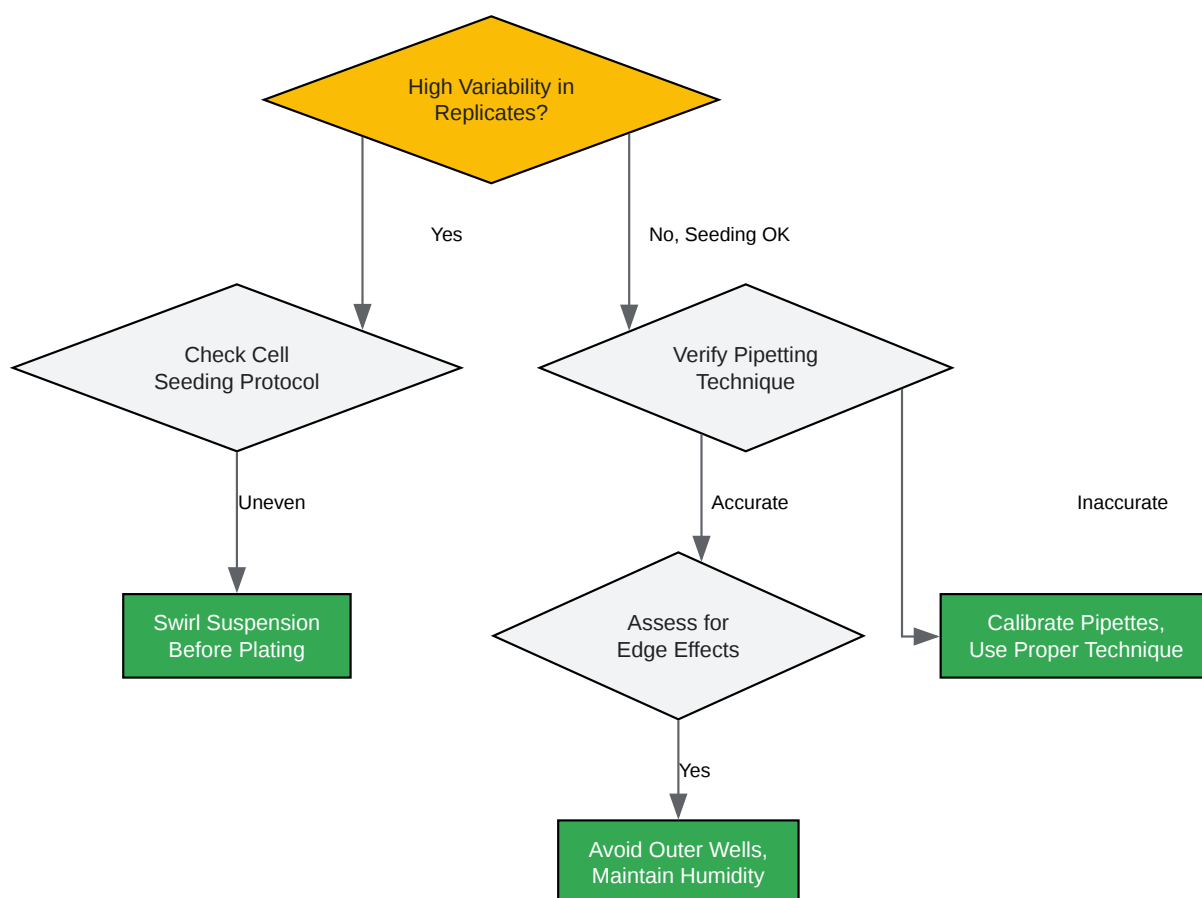 High Variability in
Replicates?
Yes
No, Seeding OK
Check Cell
Seeding Protocol
Verify Pipetting
Technique
Uneven
Accurate
Inaccurate
Swirl Suspension
Before Plating
Assess for
Edge Effects
Calibrate Pipettes,
Use Proper Technique
Yes
Avoid Outer Wells,
Maintain Humidity